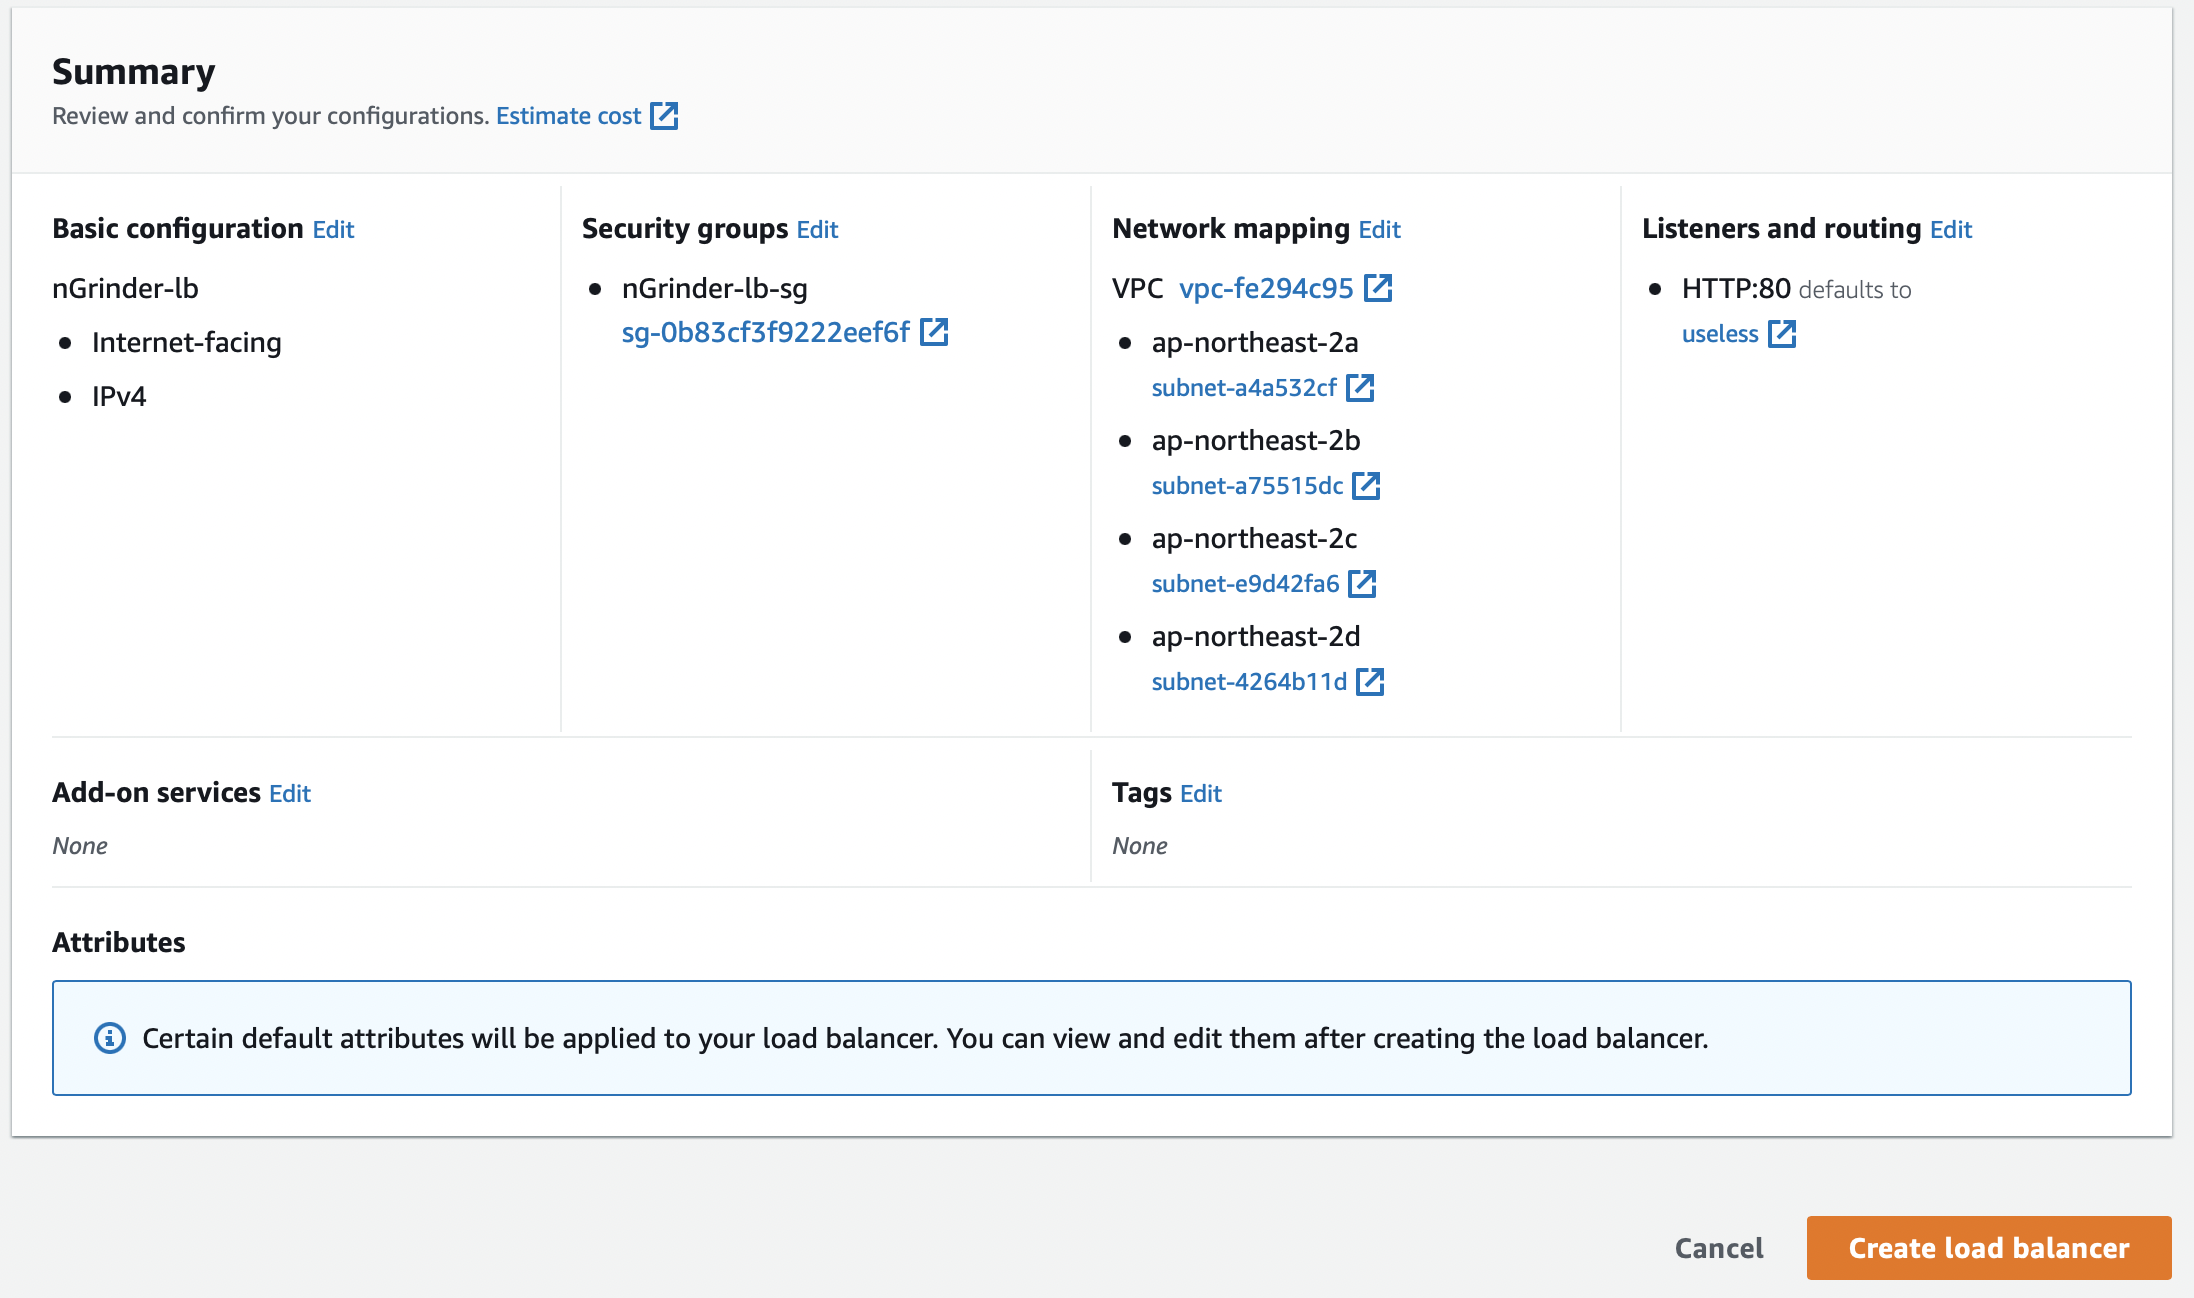 Summary
Review and confirm your configurations. Estimate cost
Basic configuration Edit
nGrinder-lb
Internet-facing
IPv4
Security groups Edit
nGrinder-lb-sg
sg-0b83cf3f9222eef6f
Network mapping Edit
VPC vpc-fe294c95
ap-northeast-2a
subnet-a4a532cf
ap-northeast-2b
subnet-a75515dc
ap-northeast-2c
subnet-e9d42fa6
ap-northeast-2d
subnet-4264b11d
Listeners and routing Edit
HTTP:80 defaults to
useless
Add-on services Edit
None
Tags Edit
None
Attributes
Certain default attributes will be applied to your load balancer. You can view and edit them after creating the load balancer.
Cancel
Create load balancer